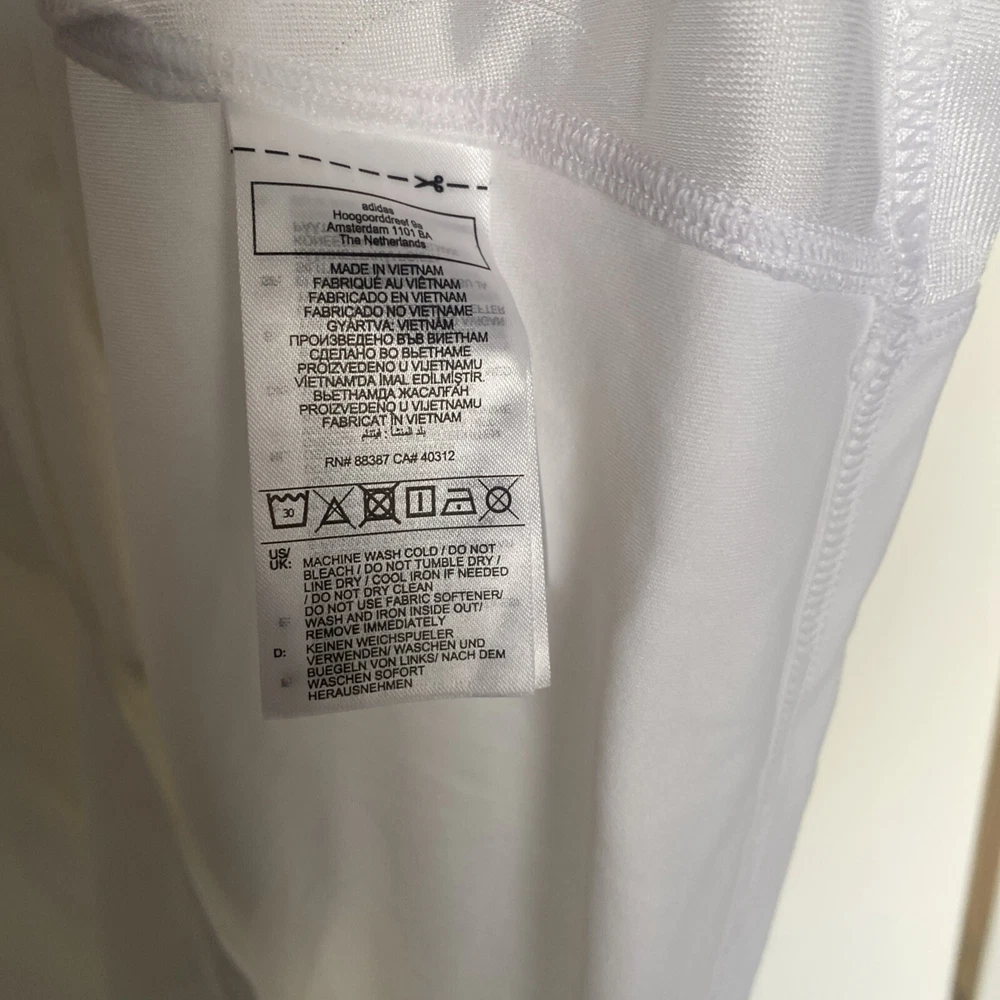 adidas
Hoogoorddreef 9a
Amsterdam 1101 BA
The Netherlands
MADE IN VIETNAM
FABRIQUÉ AU VIÊTNAM
FABRICADO EN VIETNAM
FABRICADO NO VIETNAME
GYÁRTVA: VIETNÁM
ПРОИЗВЕДЕНО ВЪВ ВИЕТНАМ
СДЕЛАНО ВО ВЬЕТНАМЕ
PROIZVEDENO U VIJETNAMU
VİETNAM'DA İMAL EDİLMİŞTİR
ВЬЕТНАМДА ЖАСАЛҒАН
PROIZVEDENO U VIJETNAMU
FABRICAT ÎN VIETNAM
بلد المنشأ : فيتنام
RN# 88387 CA# 40312
30
US/
UK:
MACHINE WASH COLD / DO NOT
BLEACH / DO NOT TUMBLE DRY /
LINE DRY / COOL IRON IF NEEDED
/ DO NOT DRY CLEAN
DO NOT USE FABRIC SOFTENER/
WASH AND IRON INSIDE OUT/
REMOVE IMMEDIATELY
D:
KEINEN WEICHSPUELER
VERWENDEN/ WASCHEN UND
BUEGELN VON LINKS/ NACH DEM
WASCHEN SOFORT
HERAUSNEHMEN